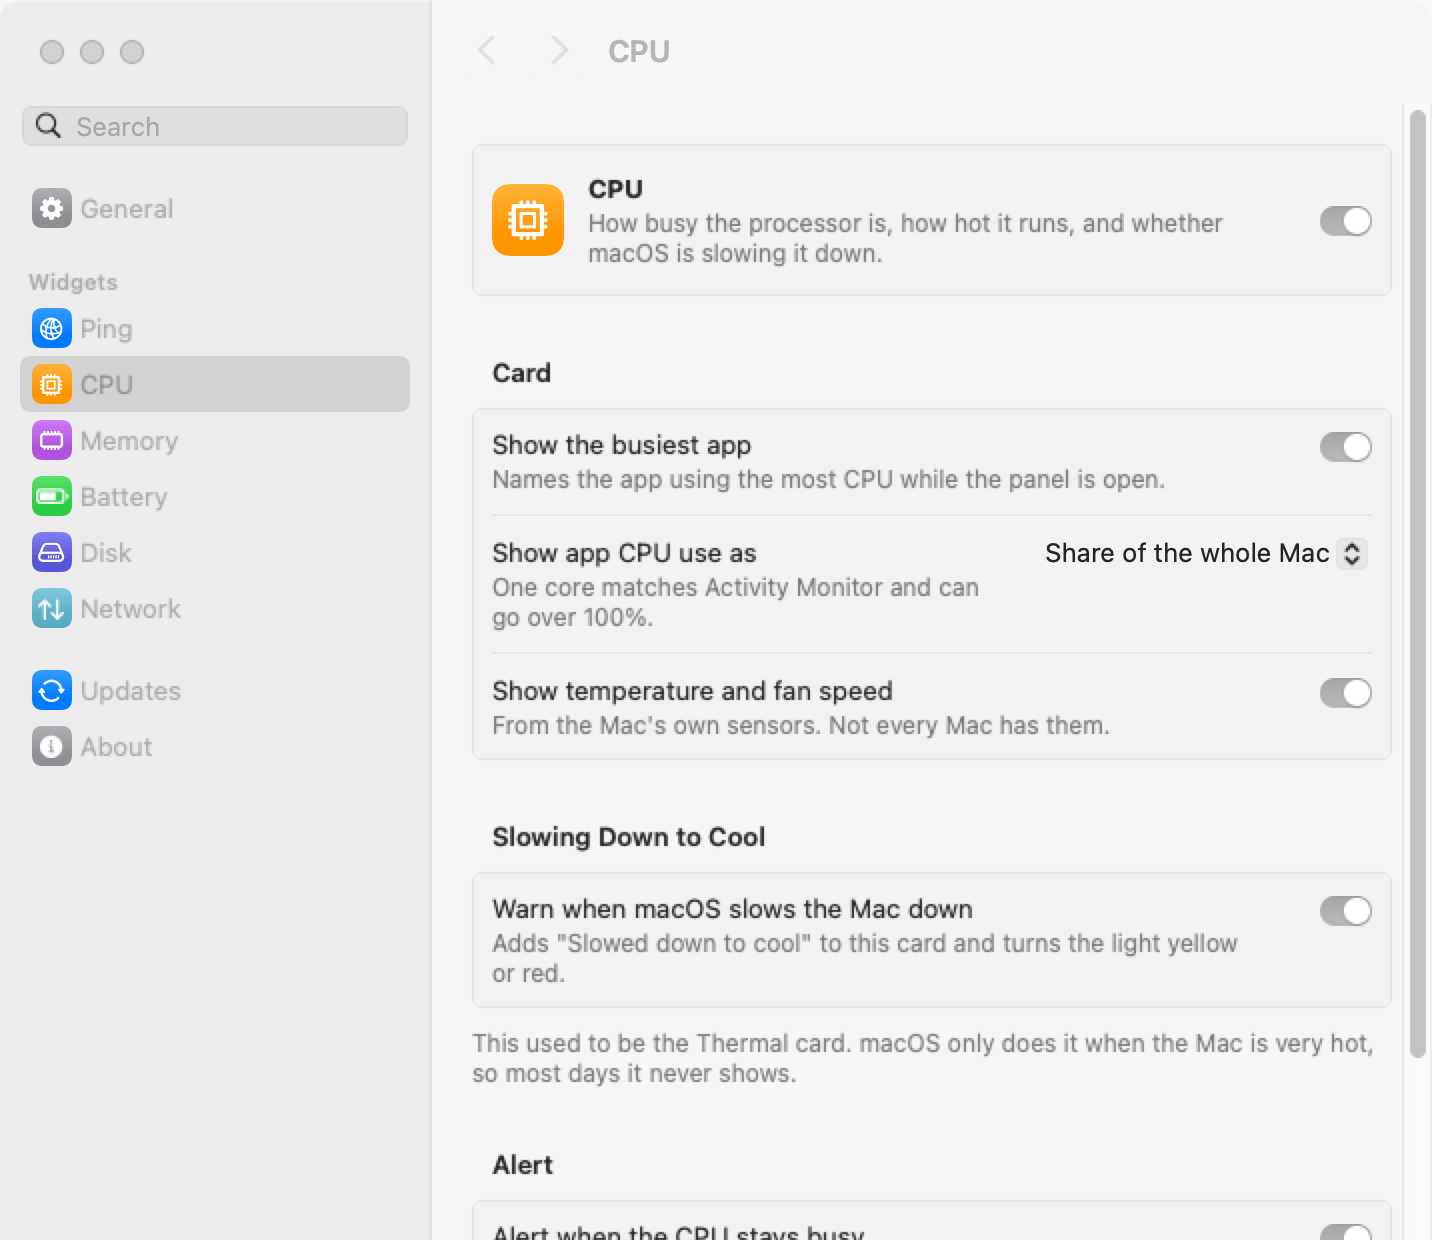 CPU
Search
General
Widgets
Ping
CPU
Memory
Battery
Disk
Network
Updates
About
CPU
How busy the processor is, how hot it runs, and whether
macOS is slowing it down.
Card
Show the busiest app
Names the app using the most CPU while the panel is open.
Show app CPU use as
Share of the whole Mac
One core matches Activity Monitor and can
go over 100%.
Show temperature and fan speed
From the Mac's own sensors. Not every Mac has them.
Slowing Down to Cool
Warn when macOS slows the Mac down
Adds "Slowed down to cool" to this card and turns the light yellow
or red.
This used to be the Thermal card. macOS only does it when the Mac is very hot,
so most days it never shows.
Alert
Alert when the CPU stays busy